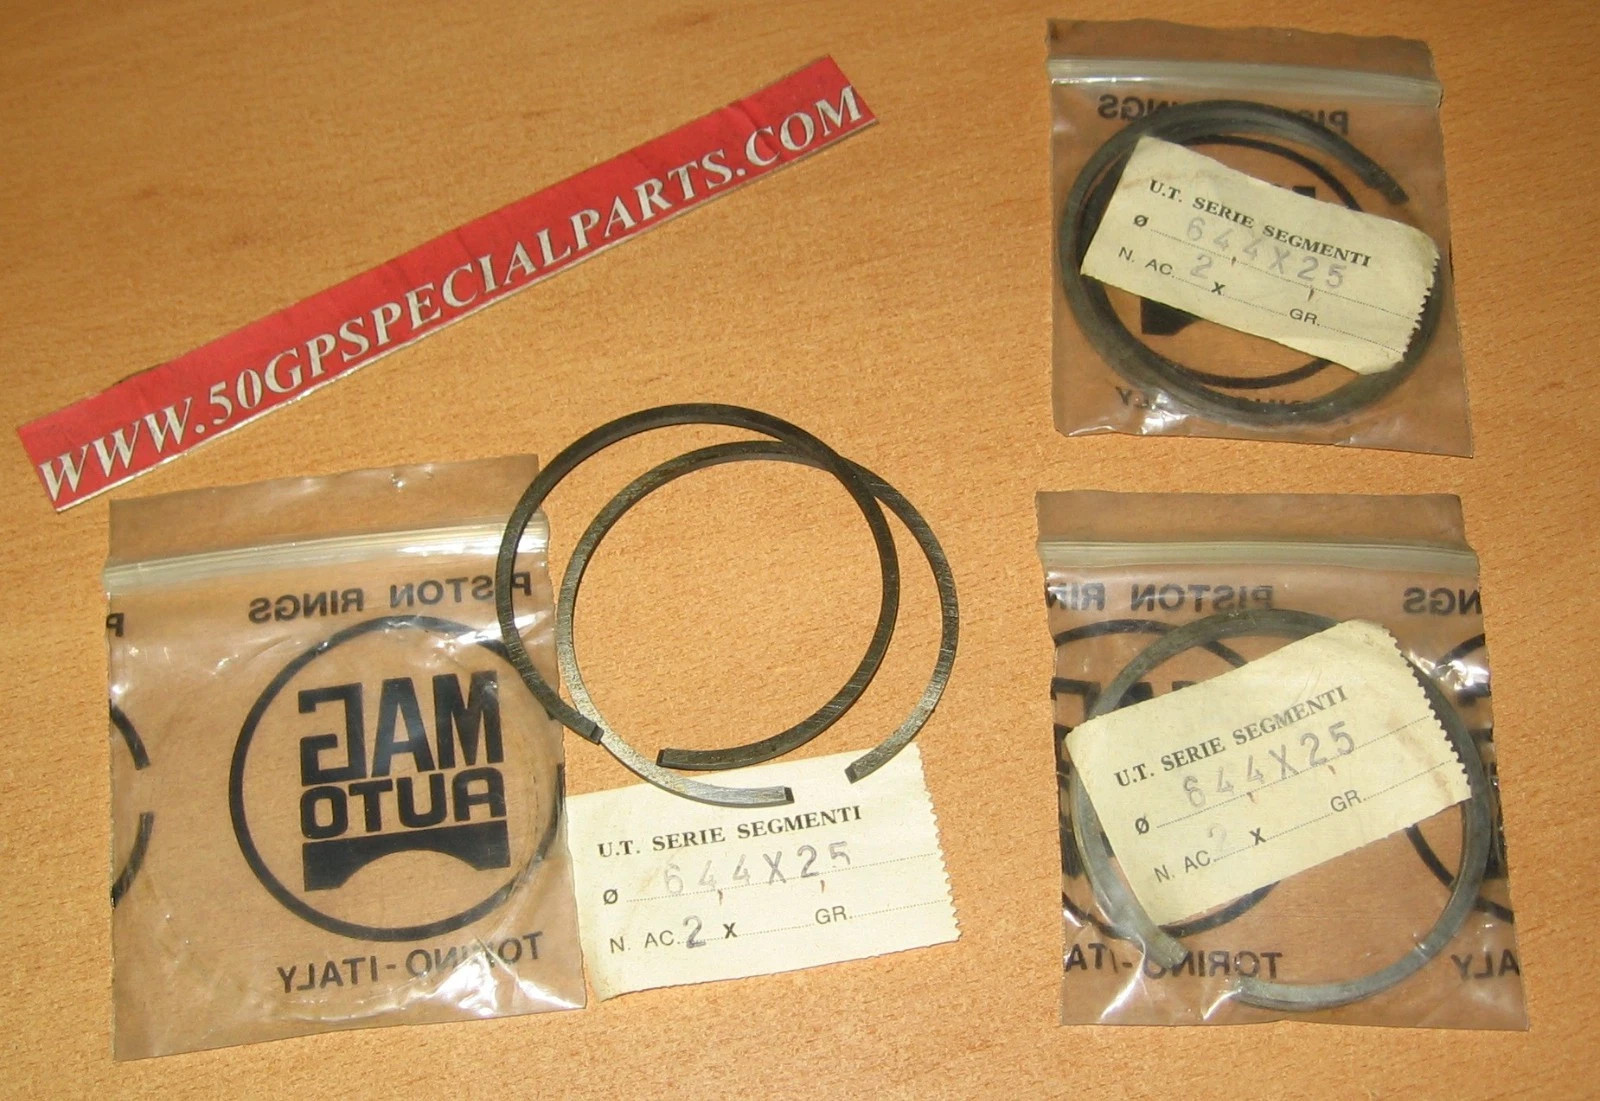 WWW.50GPSPECIALPARTS.COM
PISTON RINGS
U.T. SERIE SEGMENTI
Ø 64,4X2,5
N. AC. 2 x GR.
ITALY
PISTON RINGS
MAG
AUTO
TORINO-ITALY
U.T. SERIE SEGMENTI
Ø 64,4X2,5
N. AC. 2 x GR.
PISTON RINGS
U.T. SERIE SEGMENTI
Ø 64,4X2,5
N. AC. 2 x GR.
TORINO-ITALY